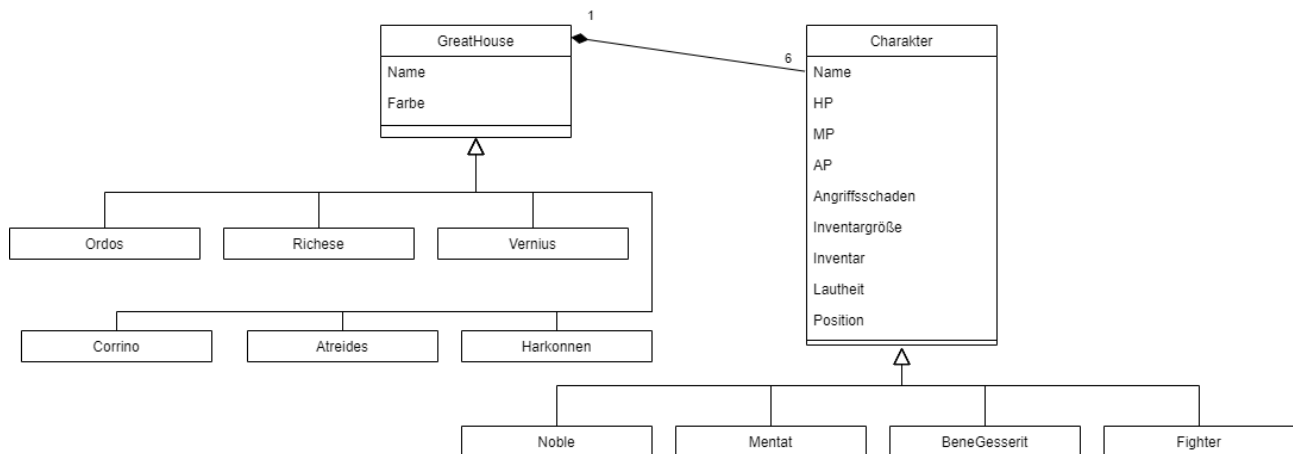 1
GreatHouse
Name
Farbe
6
Charakter
Name
HP
MP
AP
Angriffsschaden
Inventargröße
Inventar
Lautheit
Position
Ordos
Richese
Vernius
Corrino
Atreides
Harkonnen
Noble
Mentat
BeneGesserit
Fighter